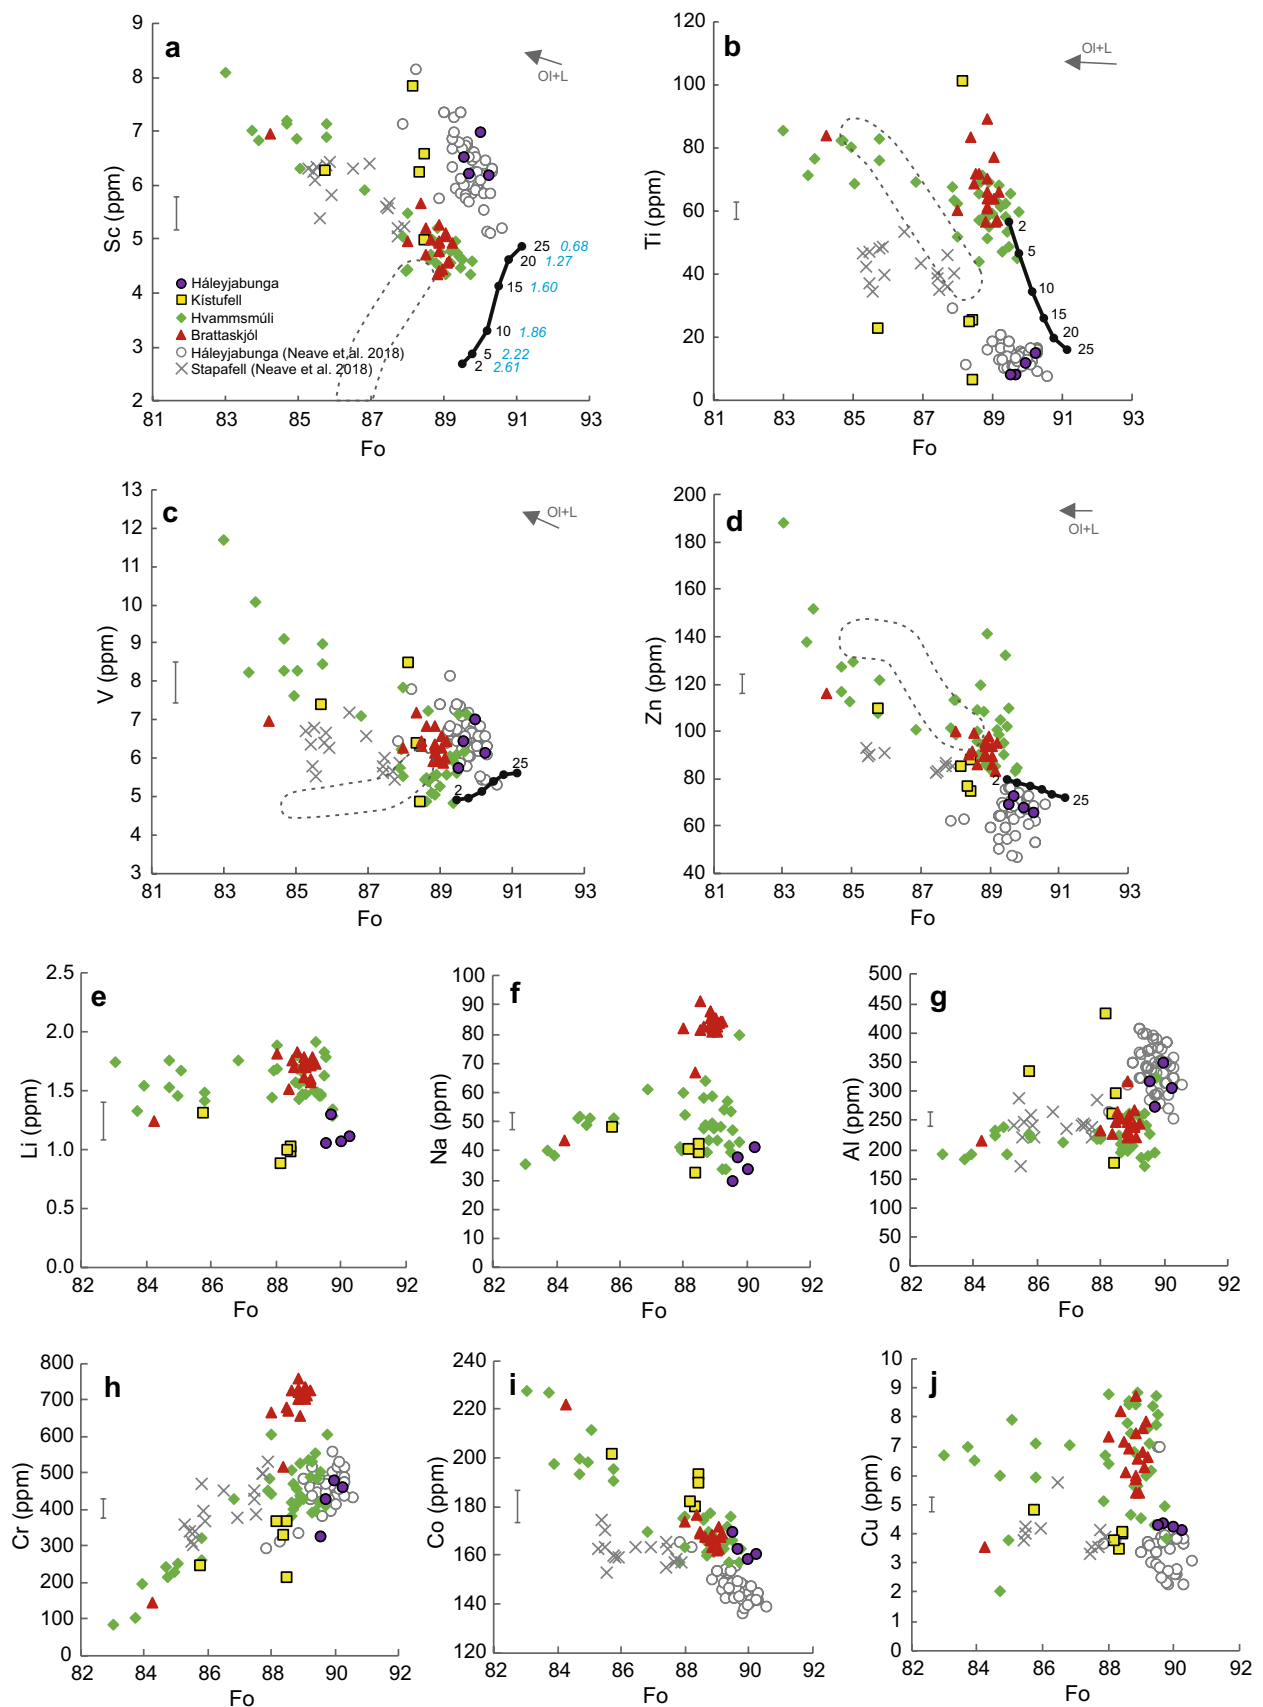 a
Sc (ppm)
9
8
7
6
5
4
3
2
81 83 85 87 89 91 93
Fo
Ol+L
Háleyjabunga
Kistufell
Hvammsmúli
Brattaskjól
Háleyjabunga (Neave et al. 2018)
Stapafell (Neave et al. 2018)
25 0.68
20 1.27
15 1.60
10 1.86
5 2.22
2 2.61
b
Ti (ppm)
120
100
80
60
40
20
0
81 83 85 87 89 91 93
Fo
Ol+L
2
5
10
15
20
25
c
V (ppm)
13
12
11
10
9
8
7
6
5
4
3
81 83 85 87 89 91 93
Fo
Ol+L
25
2
d
Zn (ppm)
200
180
160
140
120
100
80
60
40
81 83 85 87 89 91 93
Fo
Ol+L
2
25
e
Li (ppm)
2.5
2.0
1.5
1.0
0.5
0.0
82 84 86 88 90 92
Fo
f
Na (ppm)
100
90
80
70
60
50
40
30
20
10
0
82 84 86 88 90 92
Fo
g
Al (ppm)
500
450
400
350
300
250
200
150
100
50
0
82 84 86 88 90 92
Fo
h
Cr (ppm)
800
700
600
500
400
300
200
100
0
82 84 86 88 90 92
Fo
i
Co (ppm)
240
220
200
180
160
140
120
82 84 86 88 90 92
Fo
j
Cu (ppm)
10
9
8
7
6
5
4
3
2
1
0
82 84 86 88 90 92
Fo